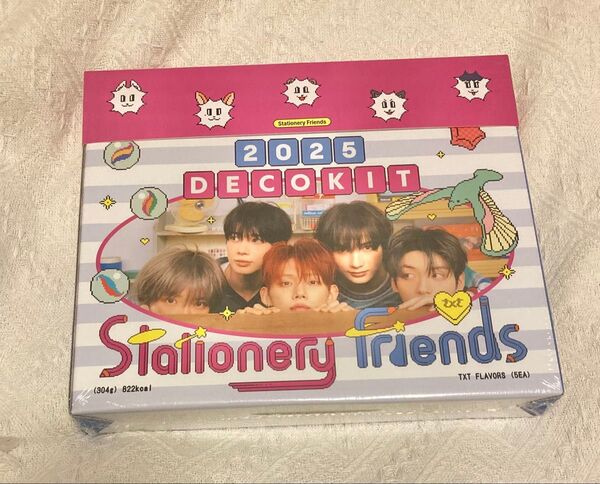 Stationery Friends
2025
DECOKIT
txt
Stationery friends
(304g) 822kcal
TXT FLAVORS (5EA)